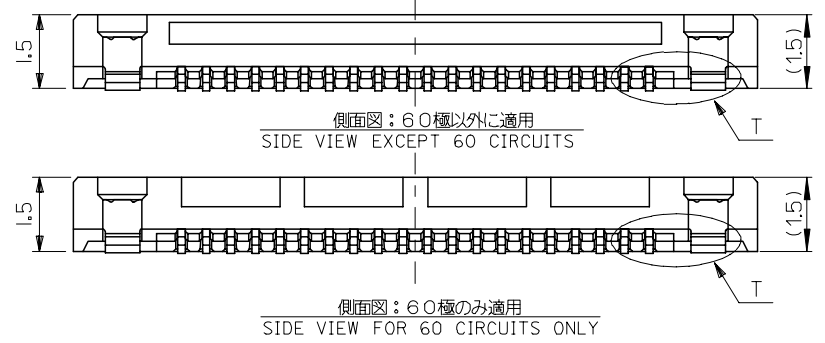 1.5
(1.5)
側面図：６０極以外に適用
SIDE VIEW EXCEPT 60 CIRCUITS
T
1.5
(1.5)
側面図：６０極のみ適用
SIDE VIEW FOR 60 CIRCUITS ONLY
T